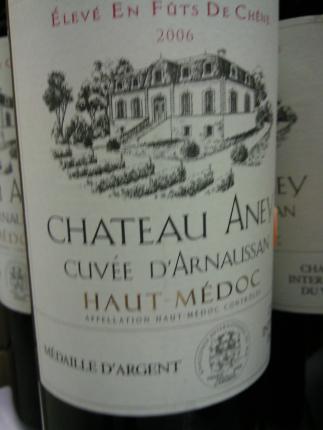 ÉLEVÉ EN FÛTS DE CHÊNE
2006
CHATEAU ANEY
CUVÉE D'ARNAUSSAN
HAUT-MÉDOC
APPELLATION HAUT-MÉDOC CONTRÔLÉE
MÉDAILLE D'ARGENT